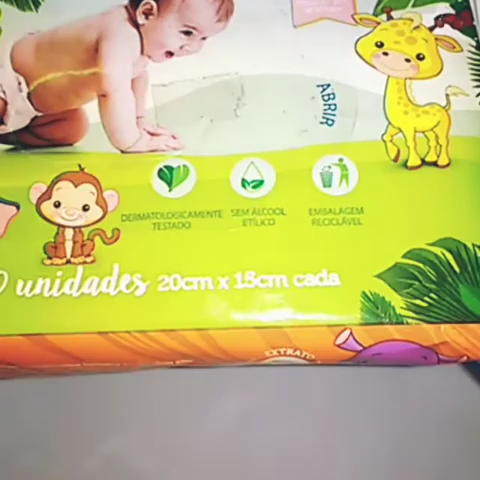 ABRIR
DERMATOLOGICAMENTE
TESTADO
SEM ÁLCOOL
ETÍLICO
EMBALAGEM
RECICLÁVEL
unidades 20cm x 15cm cada
EXTRATO